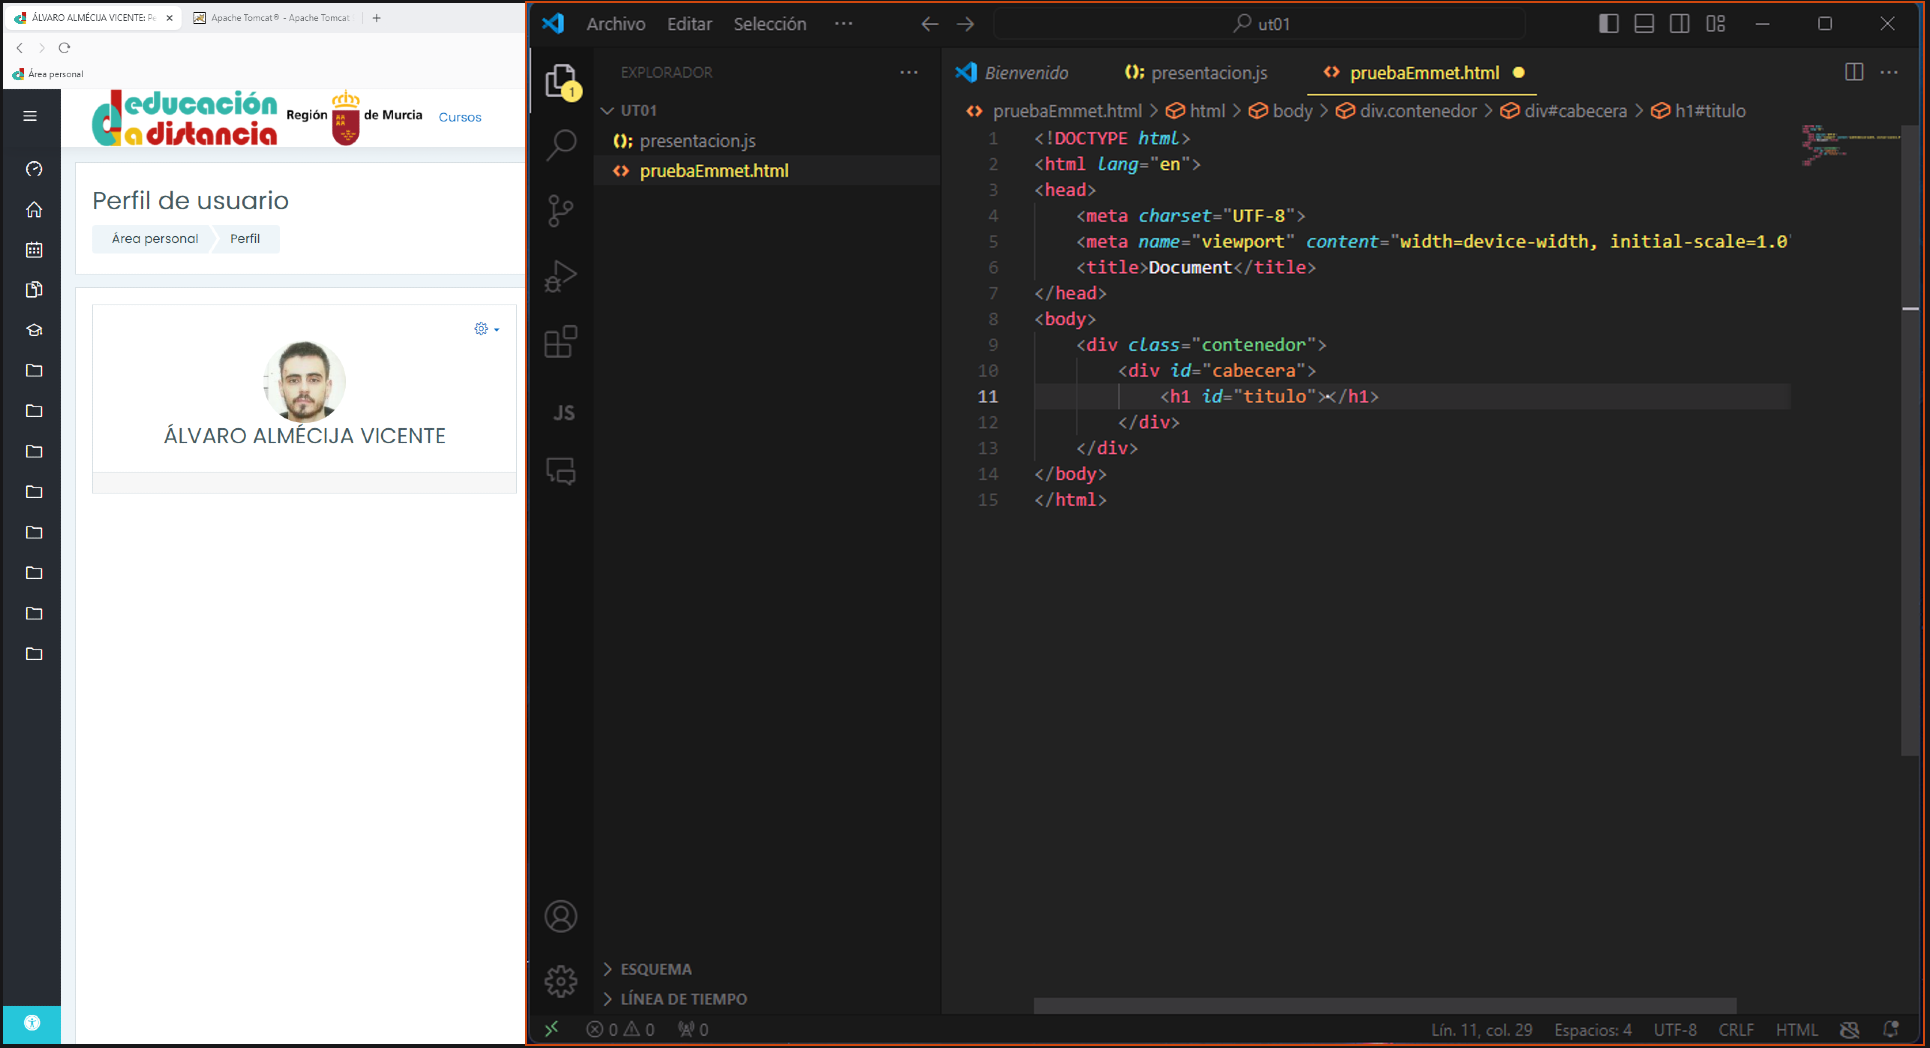 ÁLVARO ALMÉCIJA VICENTE: Pe
Apache Tomcat® - Apache Tomcat
Área personal
educación
a distancia
Región de Murcia
Cursos
Perfil de usuario
Área personal
Perfil
ÁLVARO ALMÉCIJA VICENTE
Archivo Editar Selección ...
ut01
EXPLORADOR
...
UT01
presentacion.js
pruebaEmmet.html
1
JS
ESQUEMA
LÍNEA DE TIEMPO
Bienvenido
presentacion.js
pruebaEmmet.html
...
pruebaEmmet.html > html > body > div.contenedor > div#cabecera > h1#titulo
1 <!DOCTYPE html>
2 <html lang="en">
3 <head>
4 <meta charset="UTF-8">
5 <meta name="viewport" content="width=device-width, initial-scale=1.0"
6 <title>Document</title>
7 </head>
8 <body>
9 <div class="contenedor">
10 <div id="cabecera">
11 <h1 id="titulo"></h1>
12 </div>
13 </div>
14 </body>
15 </html>
0 0 0
Lín. 11, col. 29 Espacios: 4 UTF-8 CRLF HTML